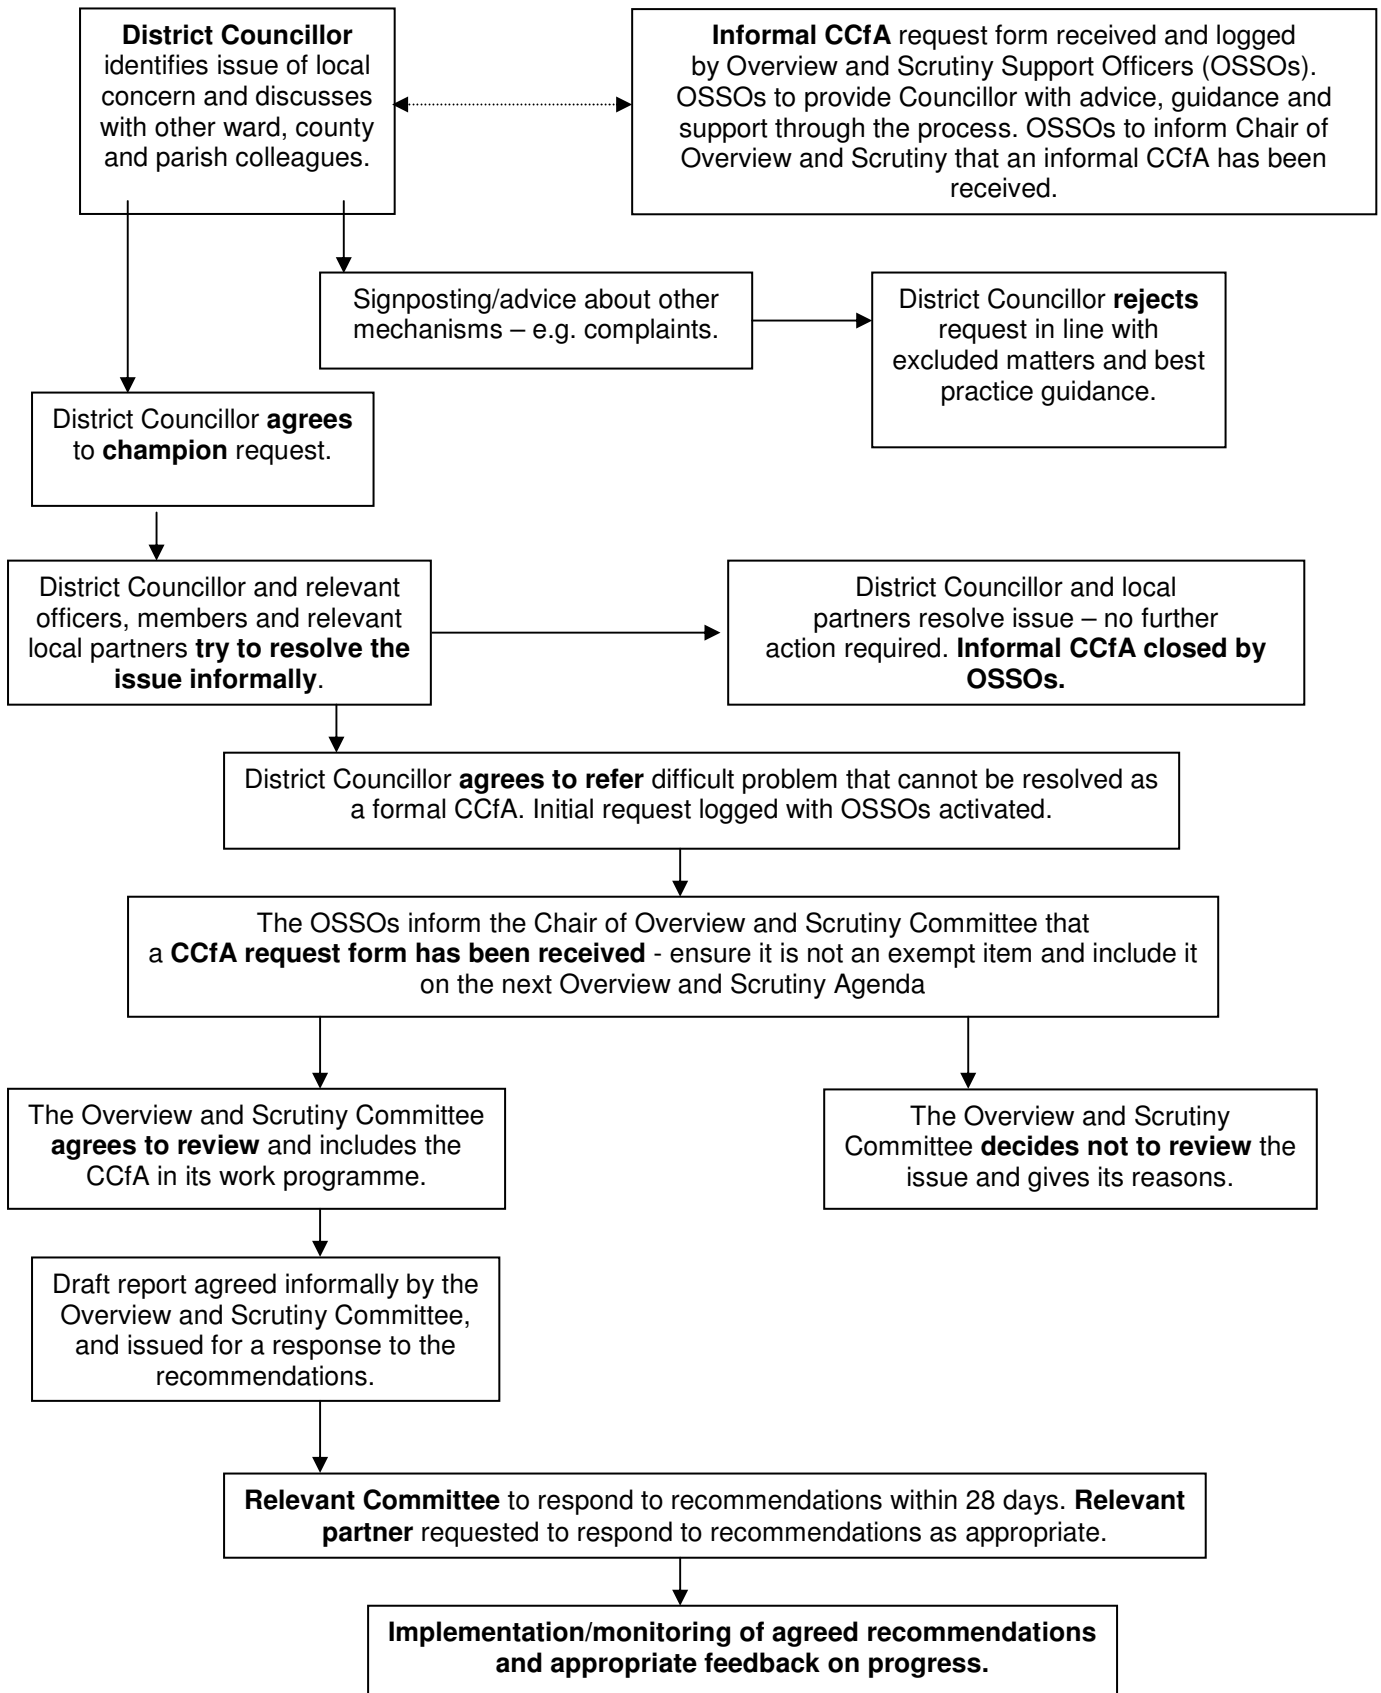 District Councillor
identifies issue of local
concern and discusses
with other ward, county
and parish colleagues.
Informal CCfA request form received and logged
by Overview and Scrutiny Support Officers (OSSOs).
OSSOs to provide Councillor with advice, guidance and
support through the process. OSSOs to inform Chair of
Overview and Scrutiny that an informal CCfA has been
received.
Signposting/advice about other
mechanisms – e.g. complaints.
District Councillor rejects
request in line with
excluded matters and best
practice guidance.
District Councillor agrees
to champion request.
District Councillor and relevant
officers, members and relevant
local partners try to resolve the
issue informally.
District Councillor and local
partners resolve issue – no further
action required. Informal CCfA closed by
OSSOs.
District Councillor agrees to refer difficult problem that cannot be resolved as
a formal CCfA. Initial request logged with OSSOs activated.
The OSSOs inform the Chair of Overview and Scrutiny Committee that
a CCfA request form has been received - ensure it is not an exempt item and include it
on the next Overview and Scrutiny Agenda
The Overview and Scrutiny Committee
agrees to review and includes the
CCfA in its work programme.
The Overview and Scrutiny
Committee decides not to review the
issue and gives its reasons.
Draft report agreed informally by the
Overview and Scrutiny Committee,
and issued for a response to the
recommendations.
Relevant Committee to respond to recommendations within 28 days. Relevant
partner requested to respond to recommendations as appropriate.
Implementation/monitoring of agreed recommendations
and appropriate feedback on progress.